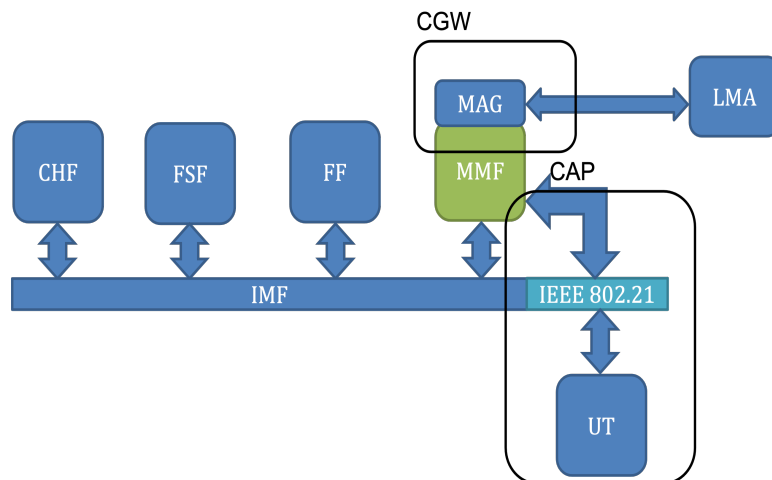 CGW
MAG
LMA
CHF
FSF
FF
MMF
CAP
IMF
IEEE 802.21
UT